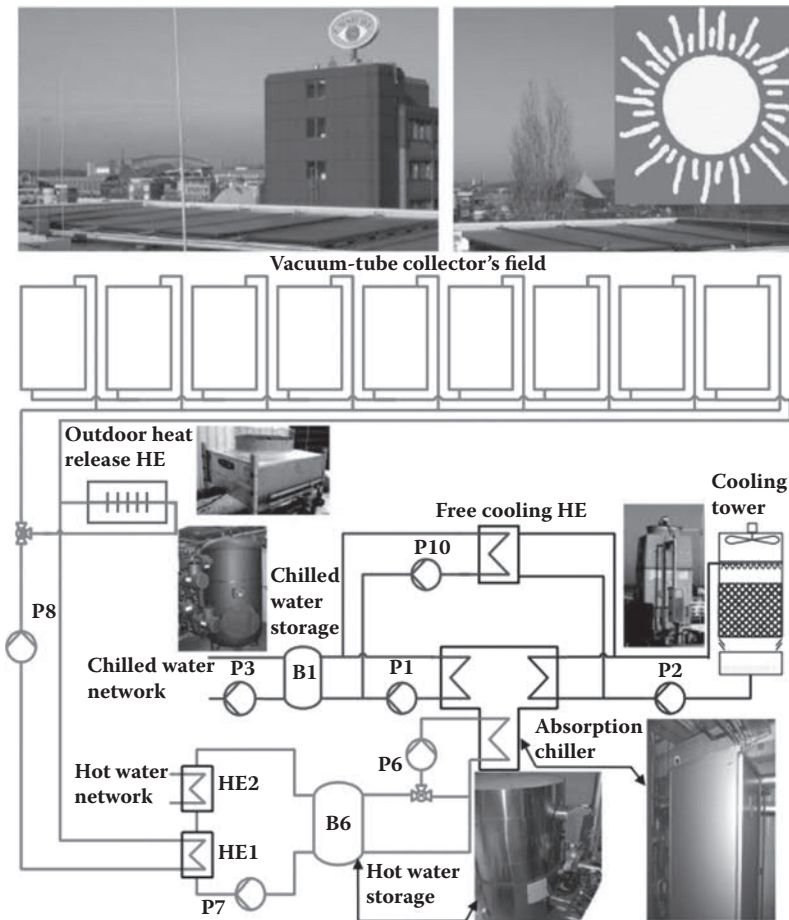 Vacuum-tube collector's field
Outdoor heat
release HE
Cooling
tower
Free cooling HE
P10
Chilled
water
storage
P8
P3
B1
P1
P2
Chilled water
network
Absorption
chiller
P6
Hot water
network
HE2
B6
HE1
Hot water
storage
P7